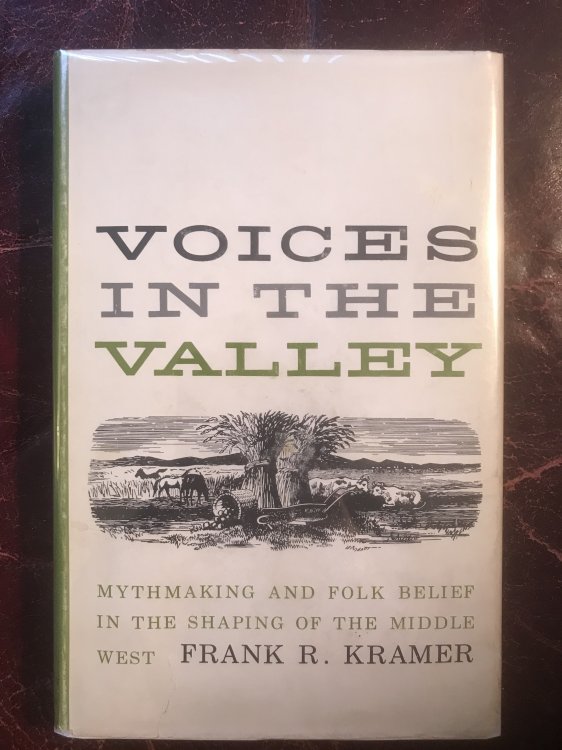 VOICES
IN THE
VALLEY
MYTHMAKING AND FOLK BELIEF
IN THE SHAPING OF THE MIDDLE
WEST FRANK R. KRAMER